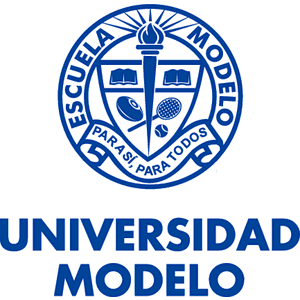 ESCUELA MODELO
PARA SÍ, PARA TODOS
UNIVERSIDAD
MODELO